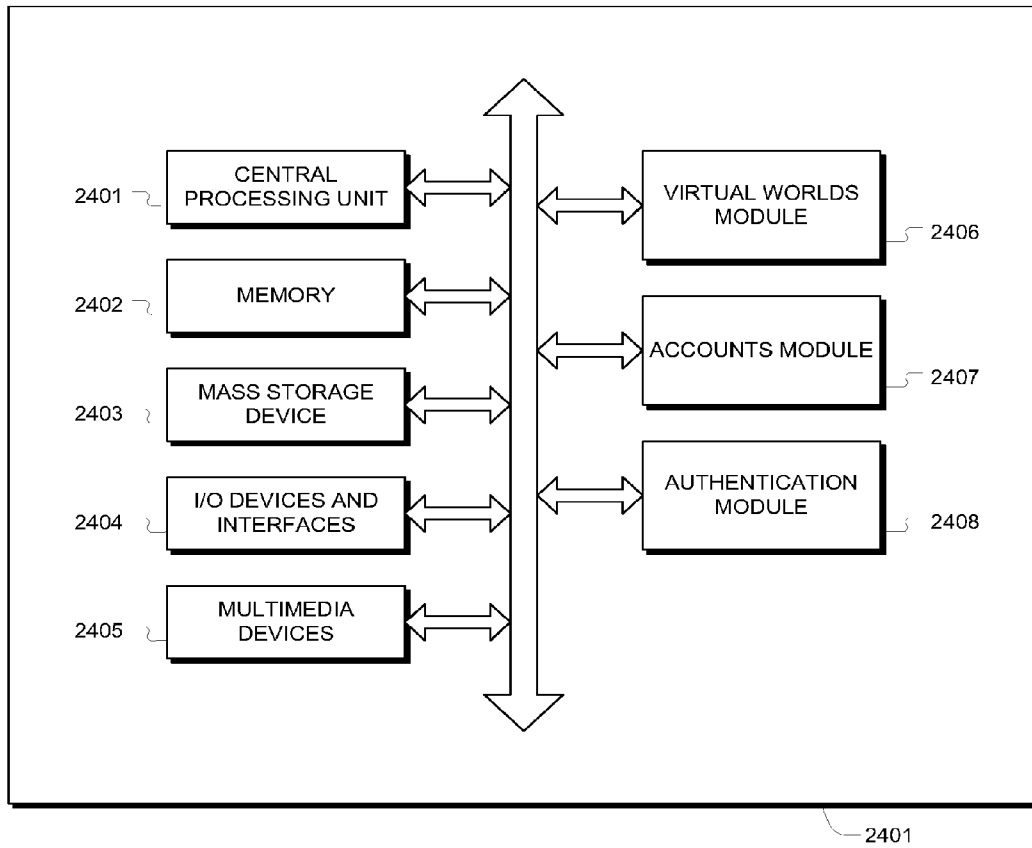 CENTRAL
PROCESSING UNIT
2401
MEMORY
2402
MASS STORAGE
DEVICE
2403
I/O DEVICES AND
INTERFACES
2404
MULTIMEDIA
DEVICES
2405
VIRTUAL WORLDS
MODULE
2406
ACCOUNTS MODULE
2407
AUTHENTICATION
MODULE
2408
2401